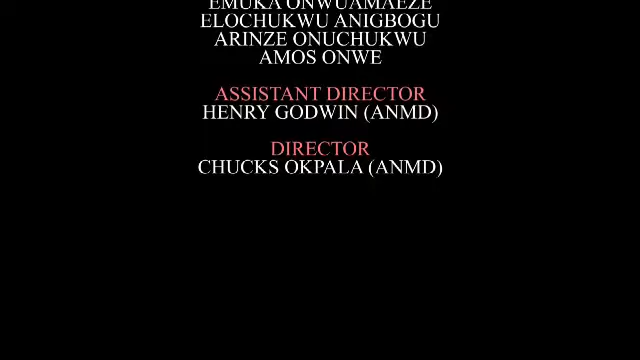 EMUKA ONWUAMAEZE
ELOCHUKWU ANIGBOGU
ARINZE ONUCHUKWU
AMOS ONWE
ASSISTANT DIRECTOR
HENRY GODWIN (ANMD)
DIRECTOR
CHUCKS OKPALA (ANMD)